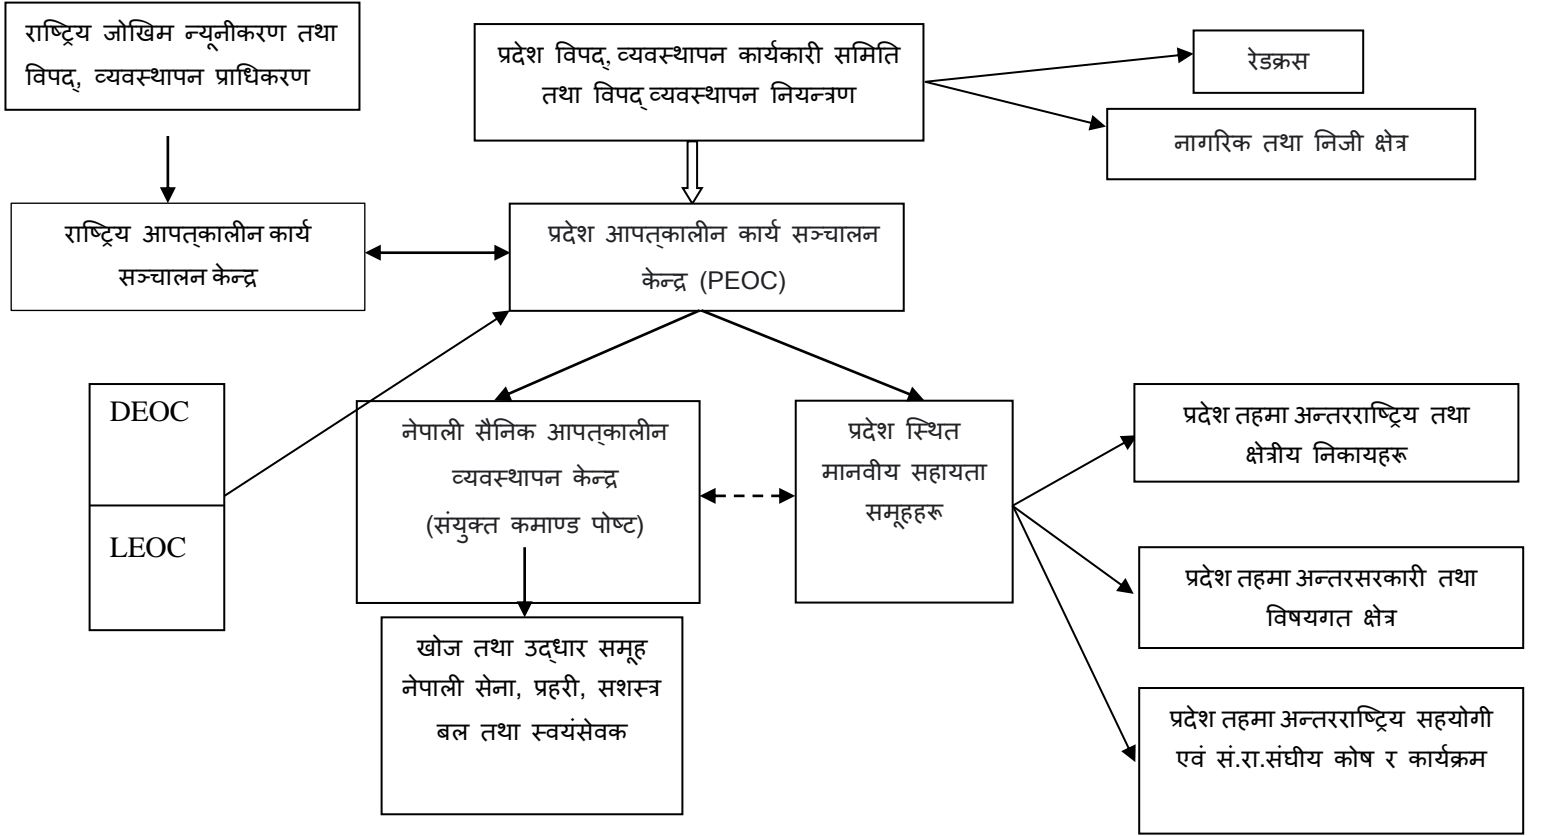 राष्ट्रिय जोखिम न्यूनीकरण तथा
विपद्, व्यवस्थापन प्राधिकरण
प्रदेश विपद्, व्यवस्थापन कार्यकारी समिति
तथा विपद् व्यवस्थापन नियन्त्रण
रेडक्रस
नागरिक तथा निजी क्षेत्र
राष्ट्रिय आपत्कालीन कार्य
सञ्चालन केन्द्र
प्रदेश आपत्कालीन कार्य सञ्चालन
केन्द्र (PEOC)
DEOC
LEOC
नेपाली सैनिक आपत्कालीन
व्यवस्थापन केन्द्र
(संयुक्त कमाण्ड पोष्ट)
प्रदेश स्थित
मानवीय सहायता
समूहहरू
प्रदेश तहमा अन्तरराष्ट्रिय तथा
क्षेत्रीय निकायहरू
प्रदेश तहमा अन्तरसरकारी तथा
विषयगत क्षेत्र
खोज तथा उद्धार समूह
नेपाली सेना, प्रहरी, सशस्त्र
बल तथा स्वयंसेवक
प्रदेश तहमा अन्तरराष्ट्रिय सहयोगी
एवं सं.रा.संघीय कोष र कार्यक्रम